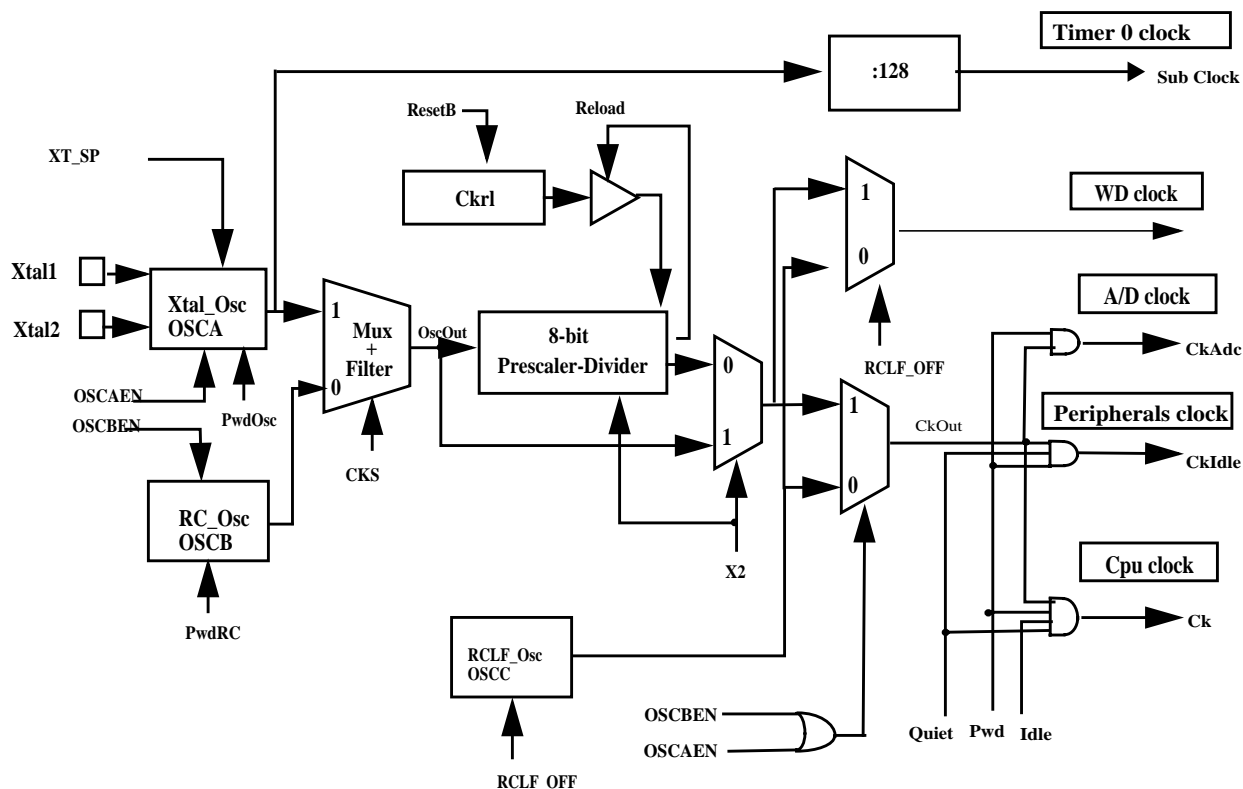 Timer 0 clock
:128
Sub Clock
ResetB
Reload
XT_SP
Ckrl
1
WD clock
0
Xtal1
Xtal_Osc
OSCA
Xtal2
1
Mux
+
Filter
0
OscOut
8-bit
Prescaler-Divider
0
1
A/D clock
CkAdc
RCLF_OFF
OSCAEN
OSCBEN
PwdOsc
CKS
1
0
CkOut
Peripherals clock
CkIdle
RC_Osc
OSCB
X2
Cpu clock
Ck
PwdRC
RCLF_Osc
OSCC
OSCBEN
OSCAEN
Quiet
Pwd
Idle
RCLF_OFF